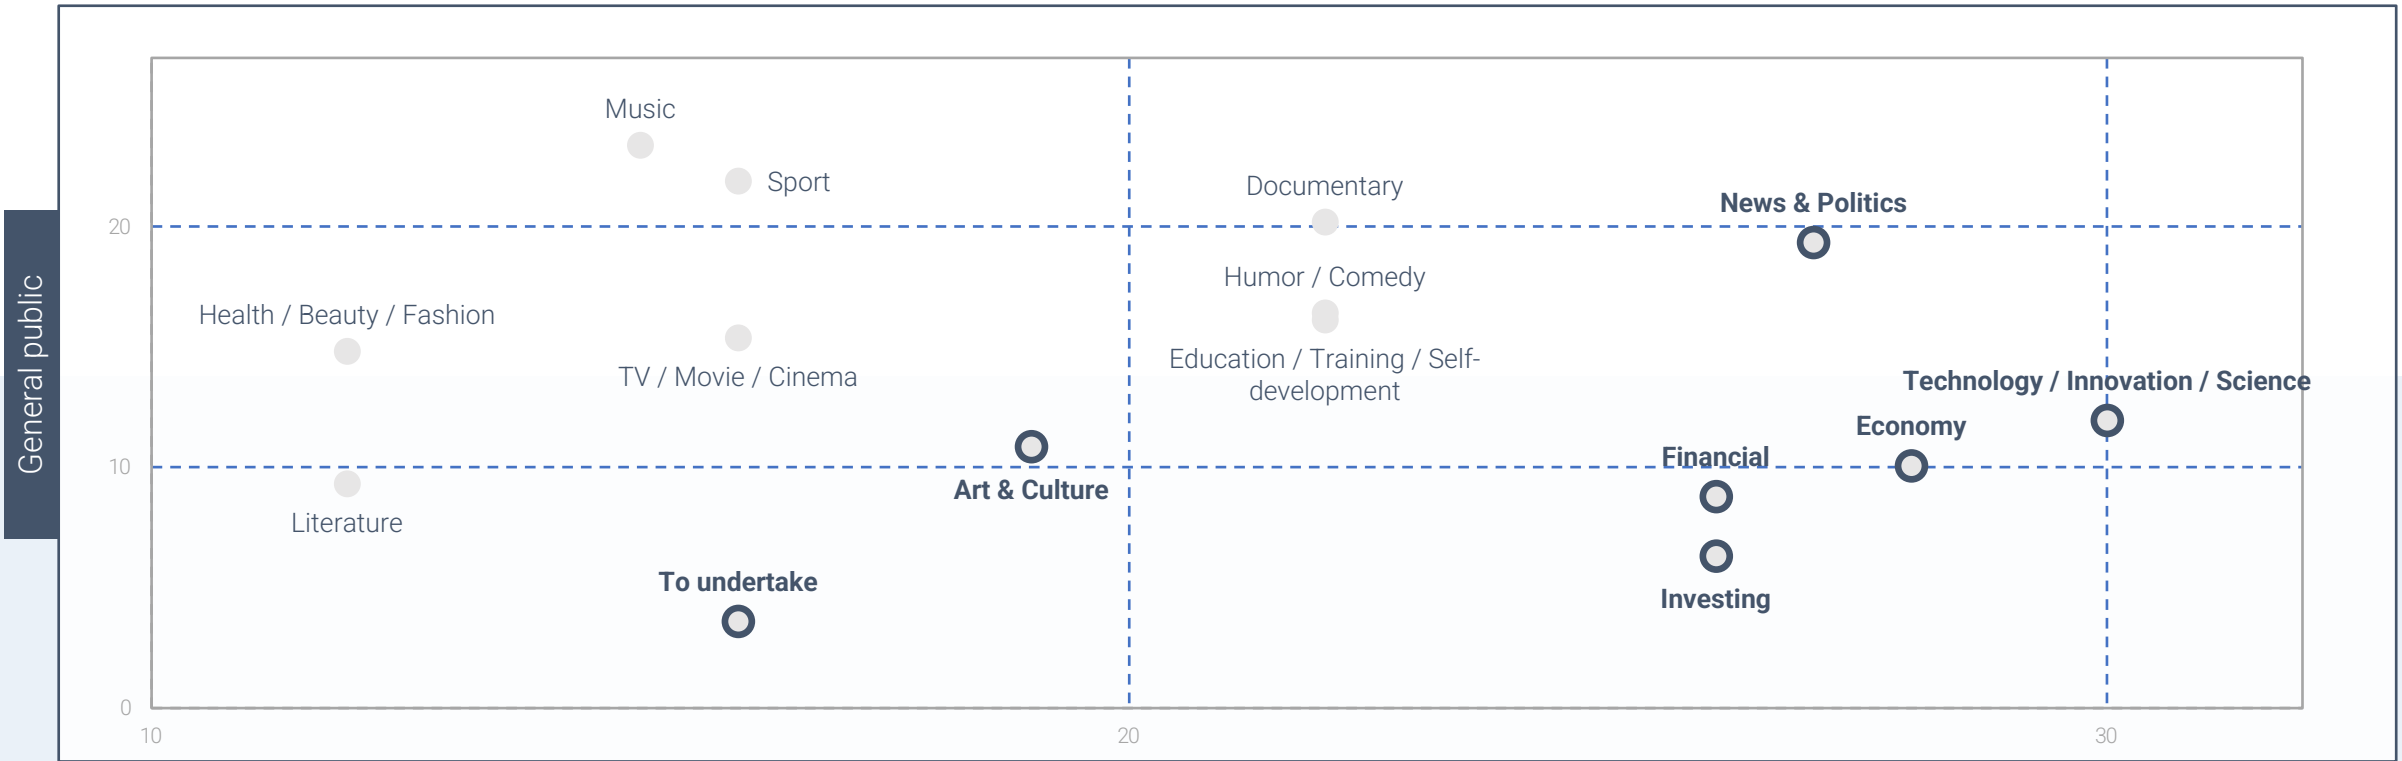 General public
Music
Sport
Documentary
News & Politics
20
Humor / Comedy
Health / Beauty / Fashion
TV / Movie / Cinema
Education / Training / Self-
development
Technology / Innovation / Science
Economy
Financial
10
Art & Culture
Literature
To undertake
Investing
0
10
20
30